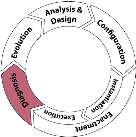 Analysis &
Design
Configuration
Instantiation
Enactment
Execution
Diagnosis
Evolution